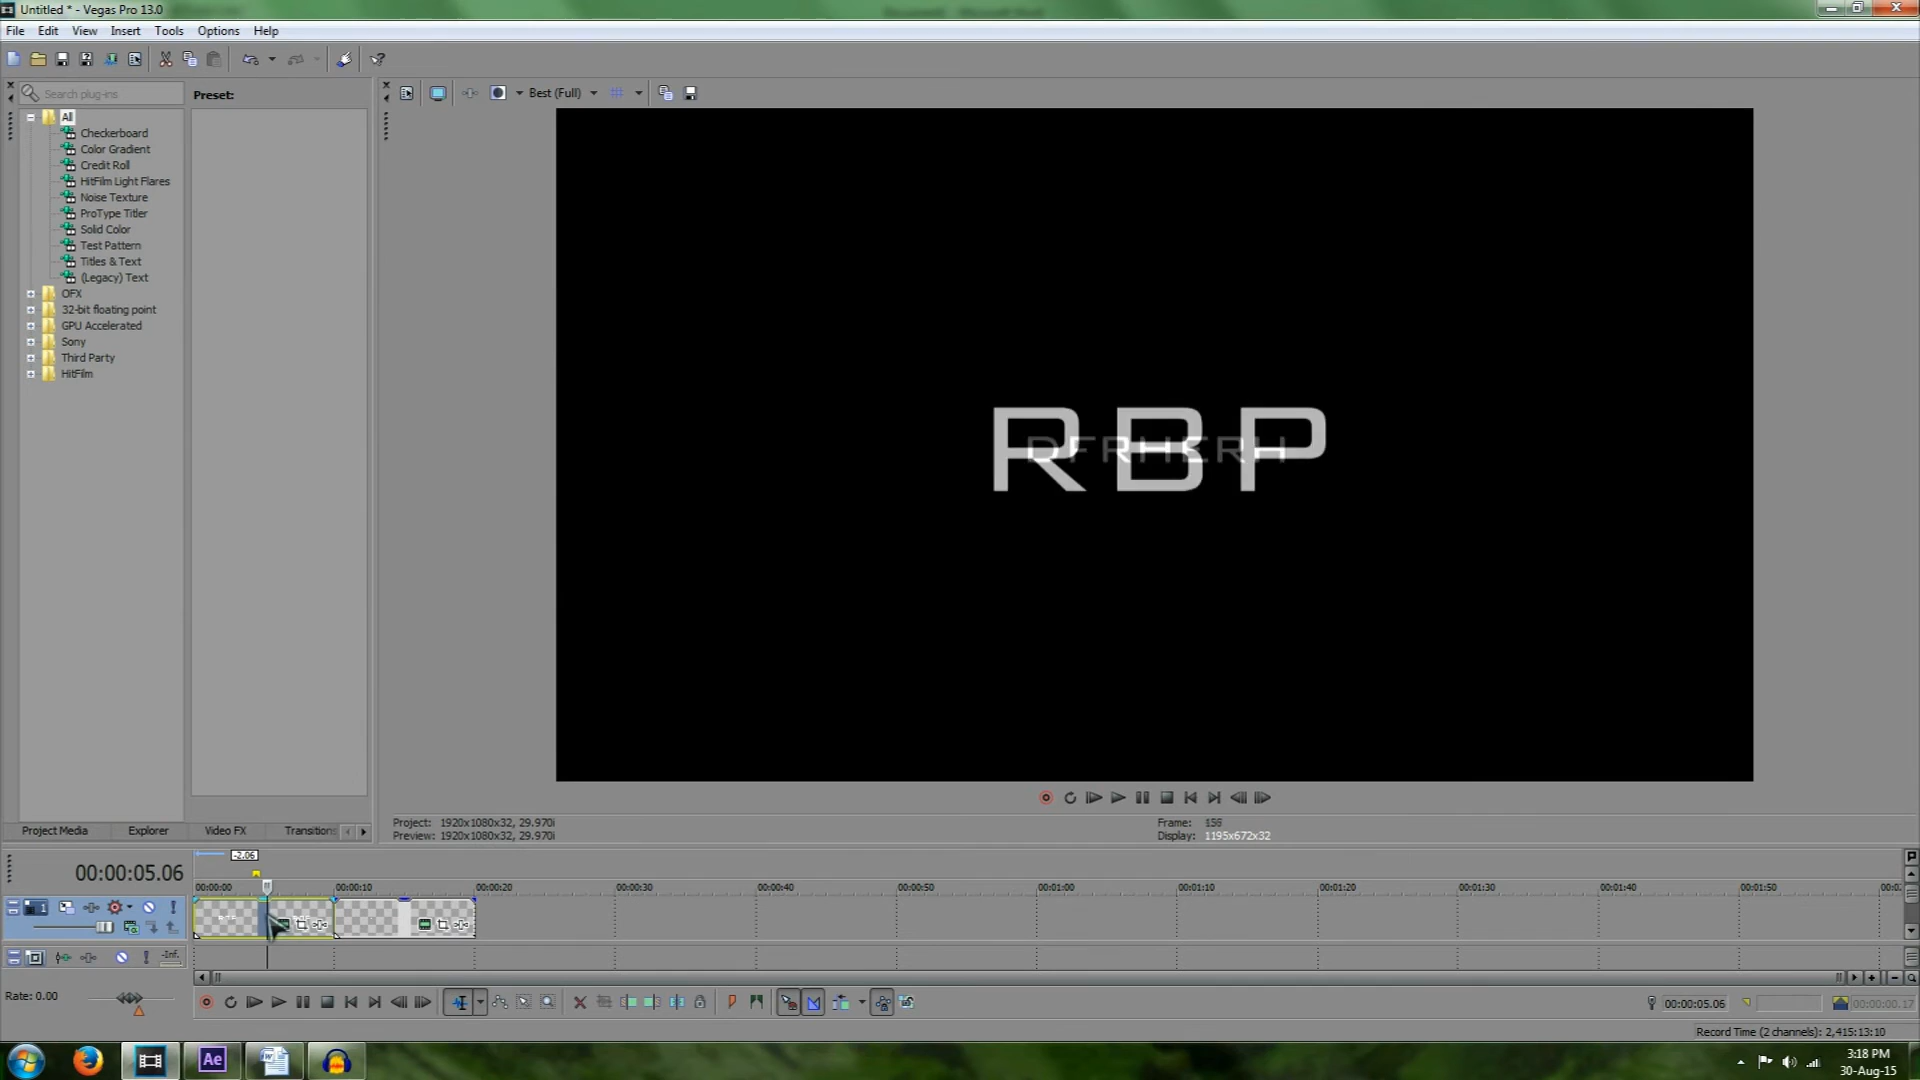 Untitled * - Vegas Pro 13.0
File Edit View Insert Tools Options Help
Search plug-ins
Preset:
Best (Full)
All
Checkerboard
Color Gradient
Credit Roll
HitFilm Light Flares
Noise Texture
ProType Titler
Solid Color
Test Pattern
Titles & Text
(Legacy) Text
OFX
32-bit floating point
GPU Accelerated
Sony
Third Party
HitFilm
RBP
Project Media Explorer Video FX Transitions
Project: 1920x1080x32, 29.970i
Preview: 1920x1080x32, 29.970i
Frame: 156
Display: 1195x672x32
00:00:05.06
-2.06
00:00:00 00:00:10 00:00:20 00:00:30 00:00:40 00:00:50 00:01:00 00:01:10 00:01:20 00:01:30 00:01:40 00:01:50 00:0
1
-Inf.
Rate: 0.00
00:00:05.06
00:00:00.17
Record Time (2 channels): 2,415:13:10
Ae
3:18 PM
30-Aug-15